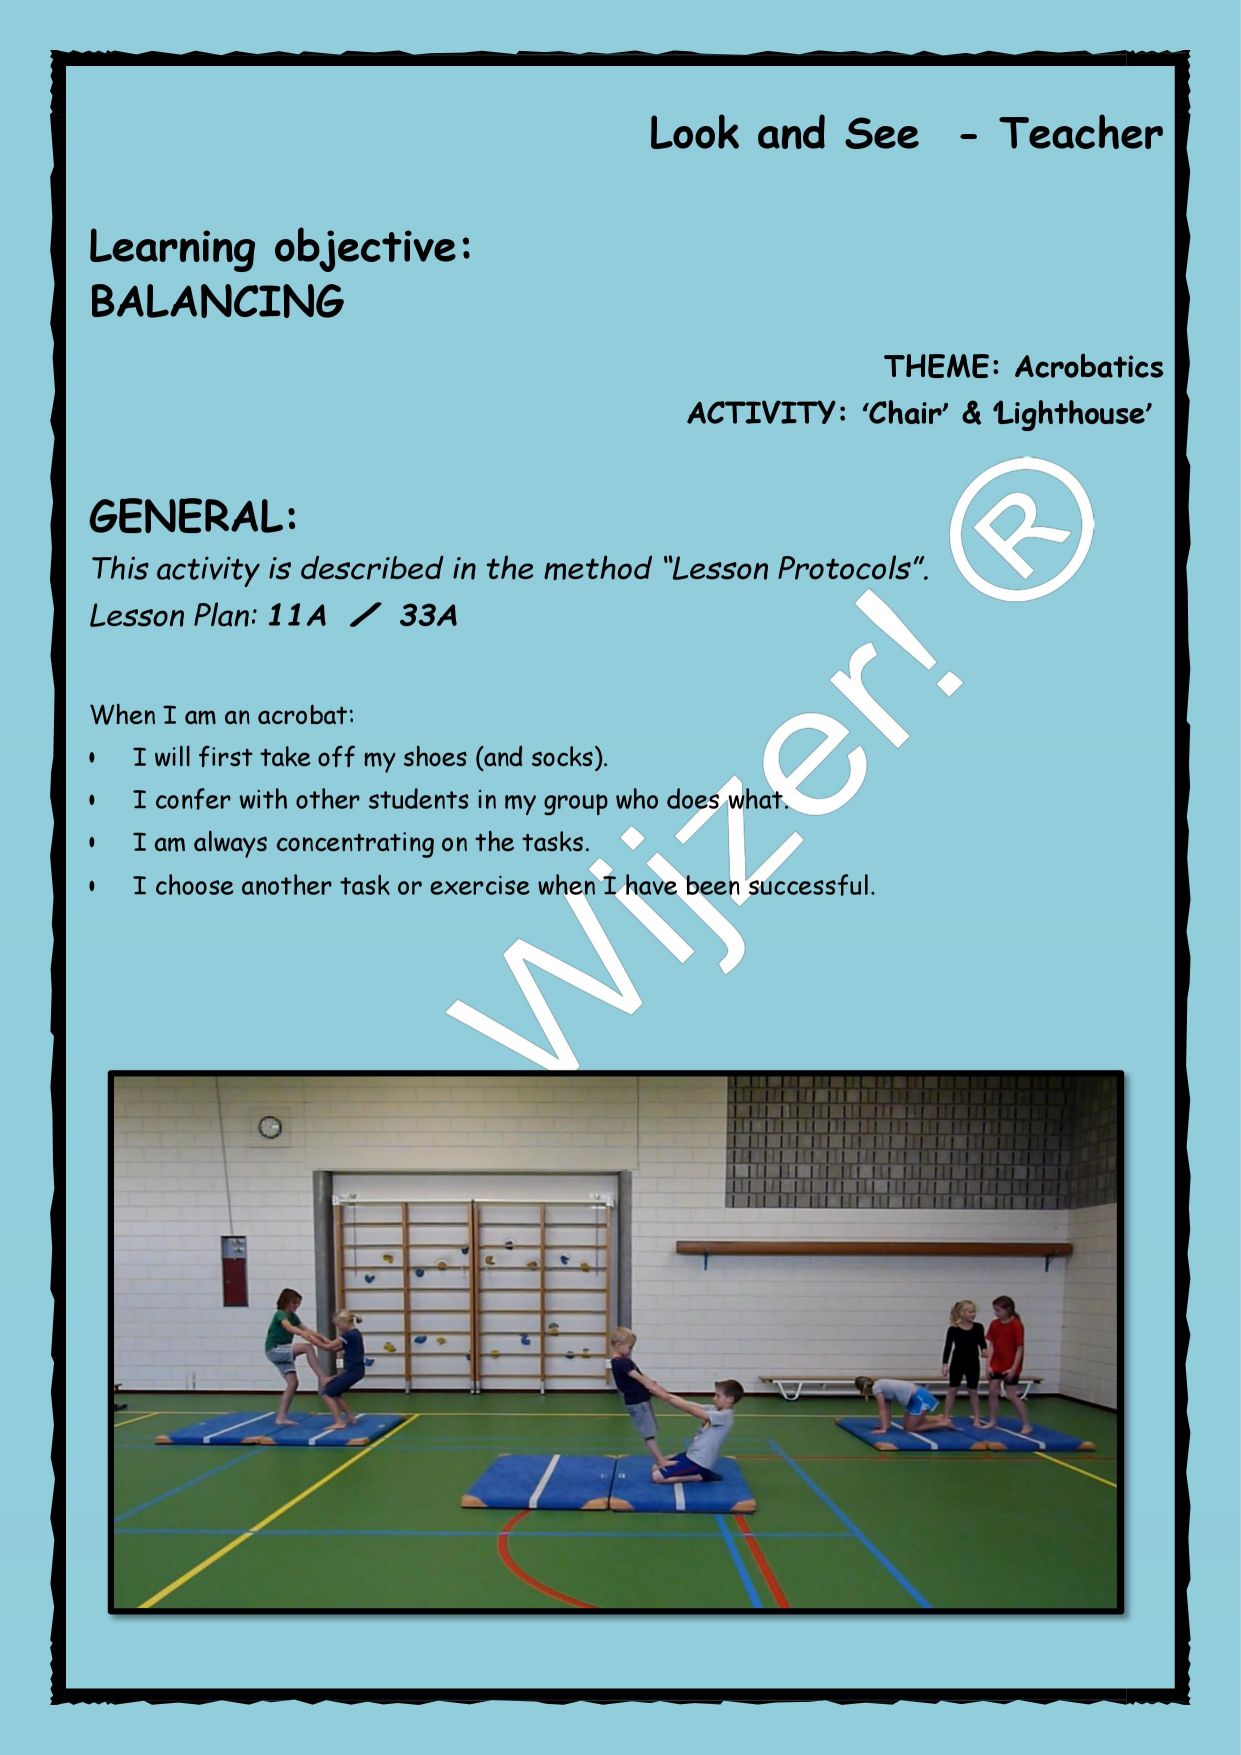 Look and See - Teacher
Learning objective:
BALANCING
THEME: Acrobatics
ACTIVITY: ‘Chair’ & ‘Lighthouse’
GENERAL:
This activity is described in the method “Lesson Protocols”.
Lesson Plan: 11A / 33A
When I am an acrobat:
• I will first take off my shoes (and socks).
• I confer with other students in my group who does what.
• I am always concentrating on the tasks.
• I choose another task or exercise when I have been successful.
Wijzer! ®